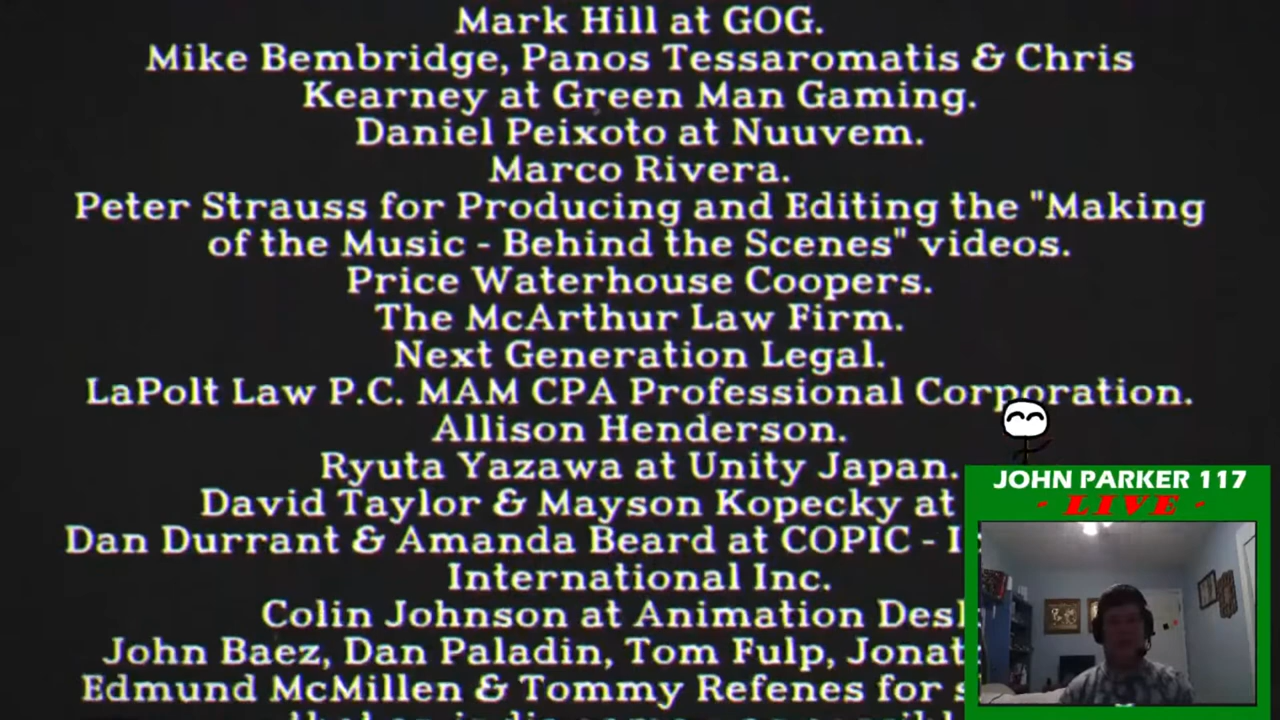 Mark Hill at GOG.
Mike Bembridge, Panos Tessaromatis & Chris
Kearney at Green Man Gaming.
Daniel Peixoto at Nuuvem.
Marco Rivera.
Peter Strauss for Producing and Editing the "Making
of the Music - Behind the Scenes" videos.
Price Waterhouse Coopers.
The McArthur Law Firm.
Next Generation Legal.
LaPolt Law P.C. MAM CPA Professional Corporation.
Allison Henderson.
Ryuta Yazawa at Unity Japan.
David Taylor & Mayson Kopecky at
Dan Durrant & Amanda Beard at COPIC -
International Inc.
Colin Johnson at Animation
John Baez, Dan Paladin, Tom Fulp,
Edmund McMillen & Tommy Refenes for
JOHN PARKER 117
- LIVE -